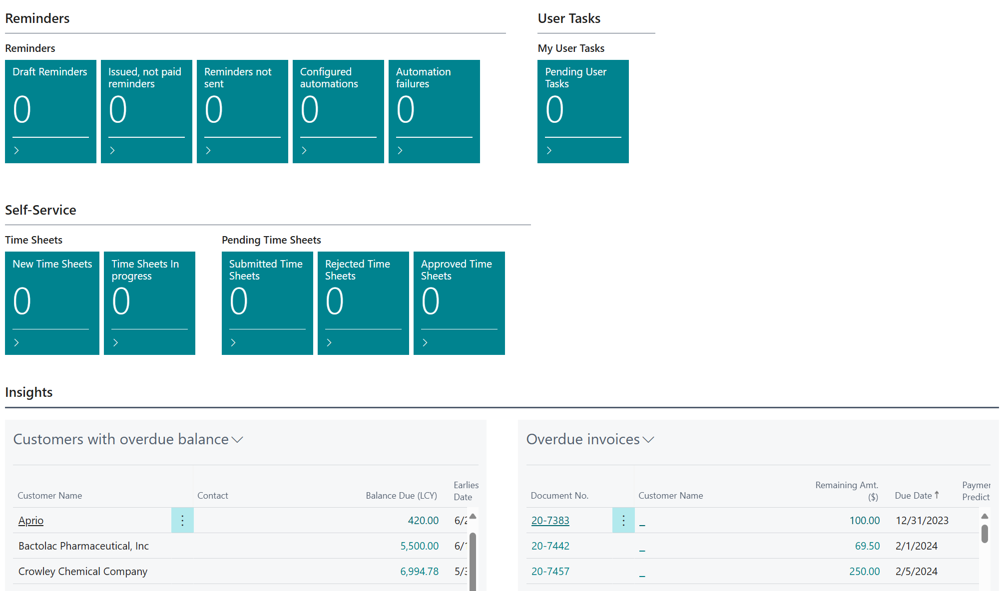 Reminders
User Tasks
Reminders
My User Tasks
Draft Reminders
0
Issued, not paid
reminders
0
Reminders not
sent
0
Configured
automations
0
Automation
failures
0
Pending User
Tasks
0
Self-Service
Time Sheets
Pending Time Sheets
New Time Sheets
0
Time Sheets In
progress
0
Submitted Time
Sheets
0
Rejected Time
Sheets
0
Approved Time
Sheets
0
Insights
Customers with overdue balance
Customer Name Contact Balance Due (LCY) Earlies
Date
Aprio 420.00 6/2
Bactolac Pharmaceutical, Inc 5,500.00 6/1
Crowley Chemical Company 6,994.78 5/3
Overdue invoices
Document No. Customer Name Remaining Amt.
($) Due Date ↑ Paymen
Predict
20-7383 _ 100.00 12/31/2023
20-7442 _ 69.50 2/1/2024
20-7457 _ 250.00 2/5/2024